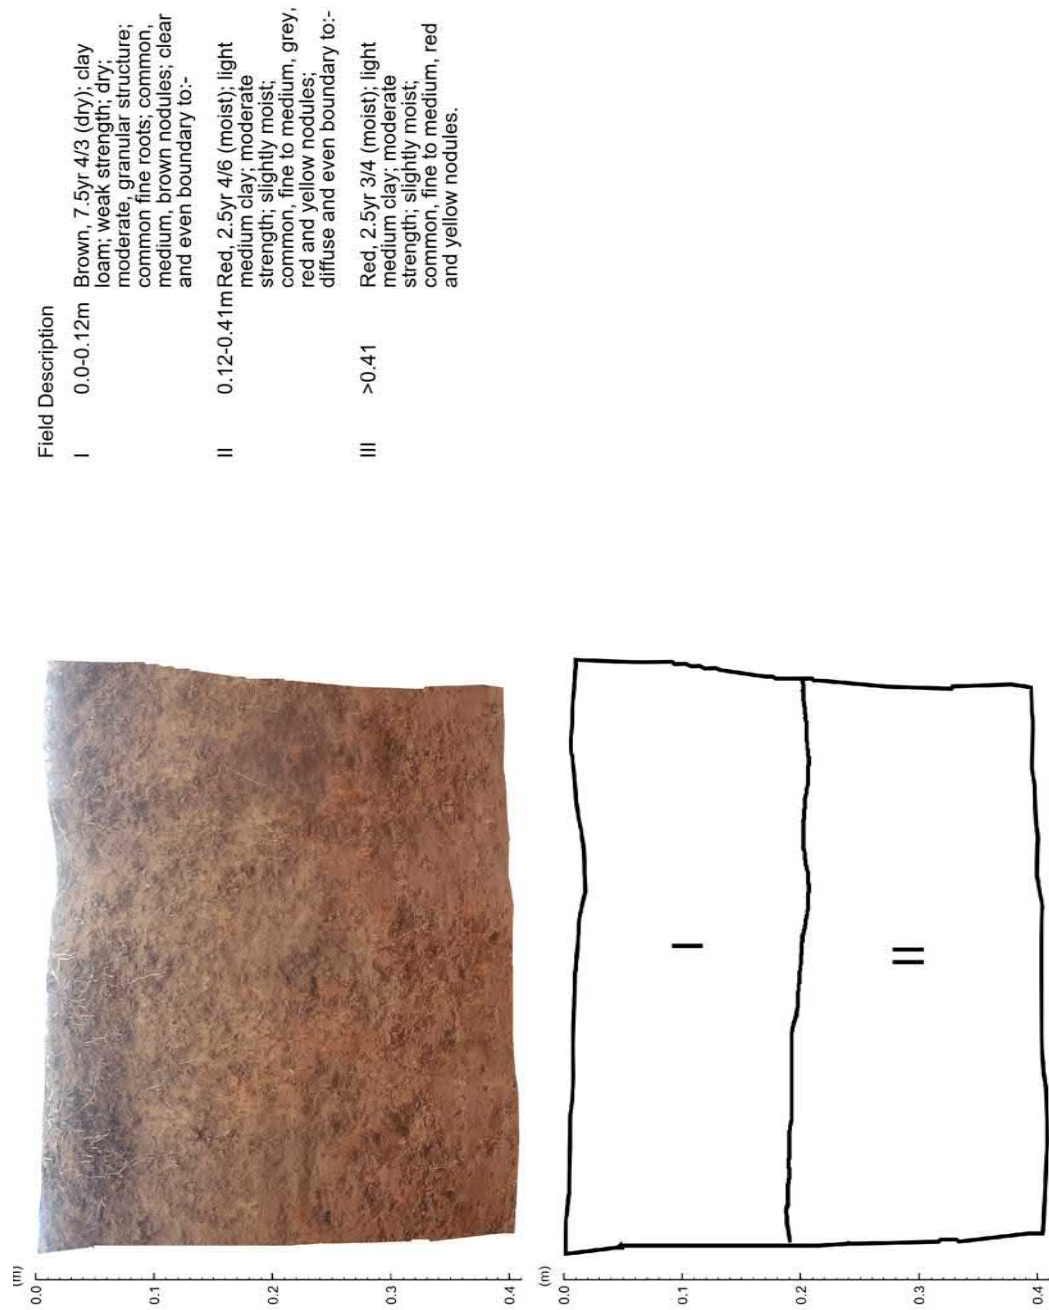 Field Description
I 0.0-0.12m Brown, 7.5yr 4/3 (dry); clay
loam; weak strength; dry;
moderate, granular structure;
common fine roots; common,
medium, brown nodules; clear
and even boundary to:-
II 0.12-0.41m Red, 2.5yr 4/6 (moist); light
medium clay; moderate
strength; slightly moist;
common, fine to medium, grey,
red and yellow nodules;
diffuse and even boundary to:-
III >0.41 Red, 2.5yr 3/4 (moist); light
medium clay; moderate
strength; slightly moist;
common, fine to medium, red
and yellow nodules.
(m)
0.0
0.1
0.2
0.3
0.4
(m)
0.0
0.1
0.2
0.3
0.4
I
II